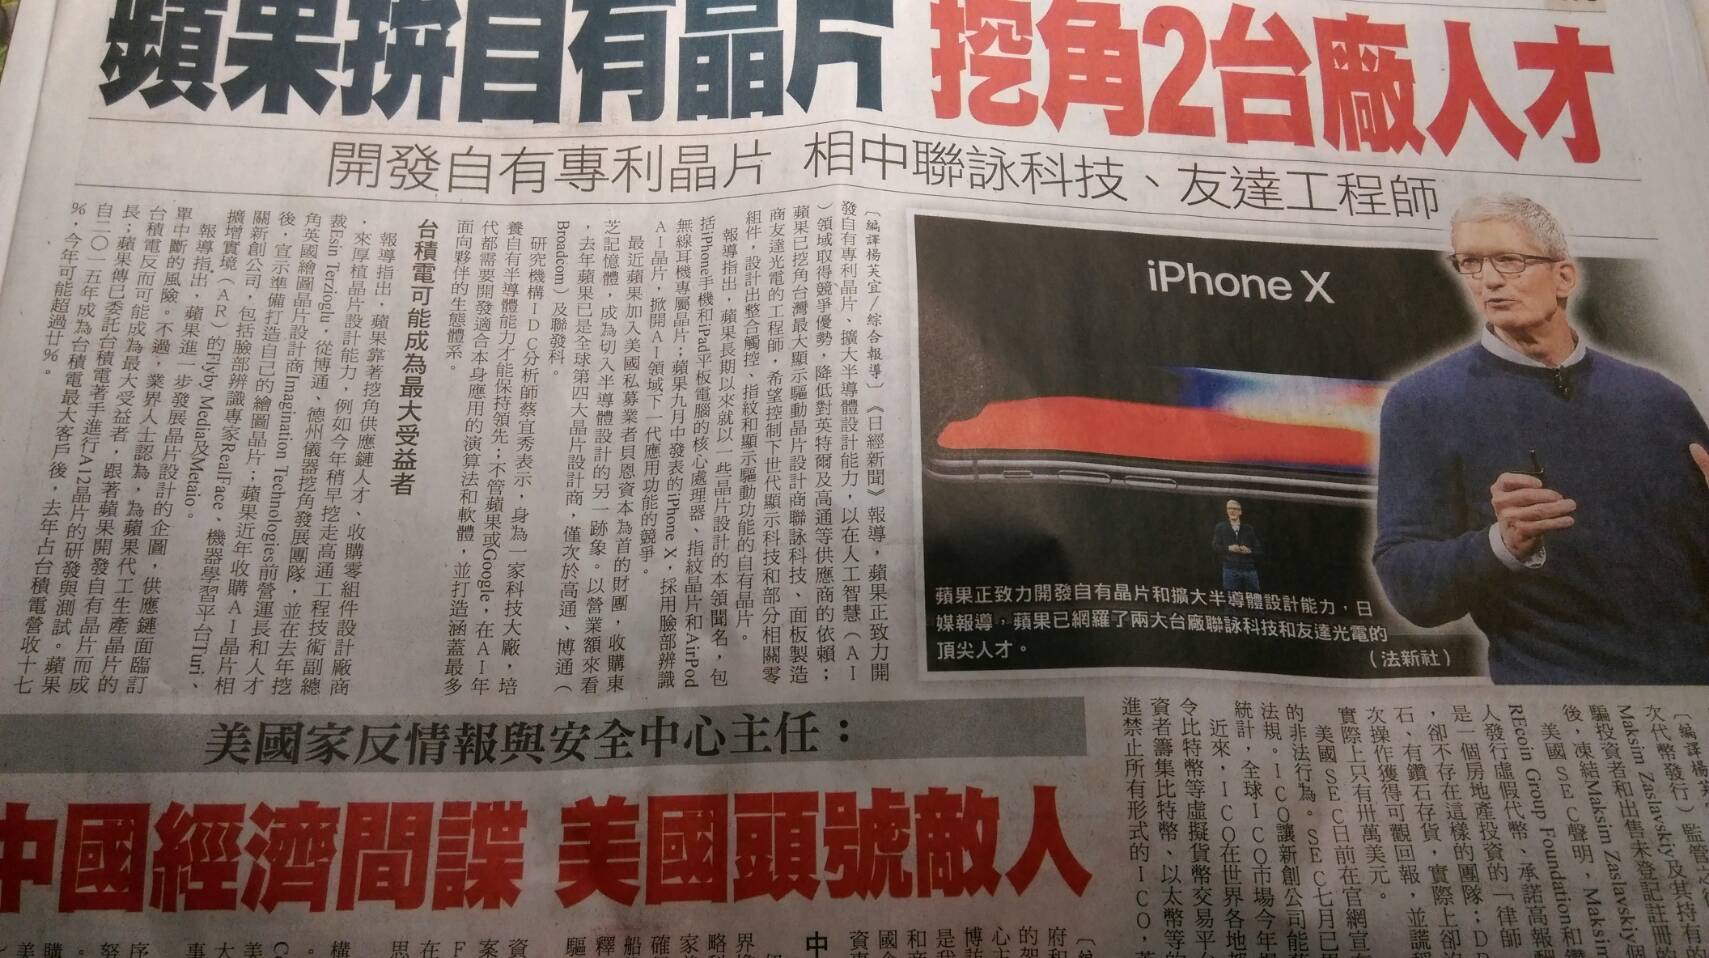 蘋果拚自有晶片 挖角2台廠人才
開發自有專利晶片 相中聯詠科技、友達工程師
iPhone X
蘋果正致力開發自有晶片和擴大半導體設計能力，日
媒報導，蘋果已網羅了兩大台廠聯詠科技和友達光電的
頂尖人才。
（法新社）
〔編譯楊芙宜／綜合報導〕《日經新聞》報導，蘋果正致力開
發自有專利晶片、擴大半導體設計能力，以在人工智慧（AI
）領域取得競爭優勢，降低對英特爾及高通等供應商的依賴；
蘋果已挖角台灣最大顯示驅動晶片設計商聯詠科技、面板製造
商友達光電的工程師，希望控制下世代顯示科技和部分相關零
組件，設計出整合觸控、指紋和顯示驅動功能的自有晶片。
報導指出，蘋果長期以來就以一些晶片設計的本領聞名，包
括iPhone手機和iPad平板電腦的核心處理器、指紋晶片和AirPod
無線耳機專屬晶片；蘋果九月中發表的iPhone X，採用臉部辨識
AI晶片，掀開AI領域下一代應用功能的競爭。
最近蘋果加入美國私募業者貝恩資本為首的財團，收購東
芝記憶體，成為切入半導體設計的另一跡象。以營業額來看
，去年蘋果已是全球第四大晶片設計商，僅次於高通、博通（
Broadcom）及聯發科。
研究機構IDC分析師蔡宜秀表示，身為一家科技大廠，培
養自有半導體能力才能保持領先；不管蘋果或Google，在AI年
代都需要開發適合本身應用的演算法和軟體，並打造涵蓋最多
面向夥伴的生態體系。
台積電可能成為最大受益者
報導指出，蘋果靠著挖角供應鏈人才、收購零組件設計廠商
，來厚植晶片設計能力，例如今年稍早挖走高通工程技術副總
裁Esin Terzioglu，從博通、德州儀器挖角發展團隊，並在去年挖
角英國繪圖晶片設計商Imagination Technologies前營運長和人才
後，宣示準備打造自己的繪圖晶片；蘋果近年收購AI晶片相
關新創公司，包括臉部辨識專家RealFace、機器學習平台Turi、
擴增實境（AR）的Flyby Media及Metaio。
報導指出，蘋果進一步發展晶片設計的企圖，供應鏈面臨訂
單中斷的風險。不過，業界人士認為，為蘋果代工生產晶片的
台積電反而可能成為最大受益者，跟著蘋果開發自有晶片而成
長；蘋果傳已委託台積電著手進行A12晶片的研發與測試。蘋果
自二〇一五年成為台積電最大客戶後，去年占台積電營收十七
％，今年可能超過廿％。
美國家反情報與安全中心主任：
中國經濟間諜 美國頭號敵人
次代幣發行）監管之
Maksim Zaslavskiy及其持有的
騙投資者和出售未登記註冊的
後，凍結Maksim Zaslavskiy個
美國SEC聲明，Maksim
REcoin Group Foundation和鑽
人發行虛假代幣、承諾高報酬
是一個房地產投資的「律師
，卻不存在這樣的團隊；D
石、有鑽石存貨，實際上卻沒
次操作獲得可觀回報，並謊稱
實際上只有卅萬美元。
美國SEC日前在官網宣布
的非法行為。SEC七月已
法規。ICO讓新創公司能
統計，全球ICO市場今年
近來，ICO在世界各地
令比特幣等虛擬貨幣交易平台
資者籌集比特幣、以太幣等的
進禁止所有形式的ICO，